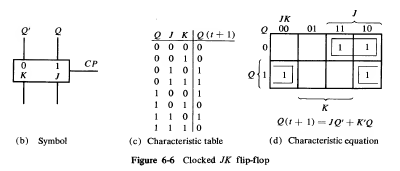 Q' Q
0 1
K J
CP
(b) Symbol
Q J K Q(t + 1)
0 0 0 0
0 0 1 0
0 1 0 1
0 1 1 1
1 0 0 1
1 0 1 0
1 1 0 1
1 1 1 0
(c) Characteristic table
J
JK
Q 00 01 11 10
0 1 1
Q { 1 1 1
K
Q(t + 1) = JQ' + K'Q
(d) Characteristic equation
Figure 6-6 Clocked JK flip-flop